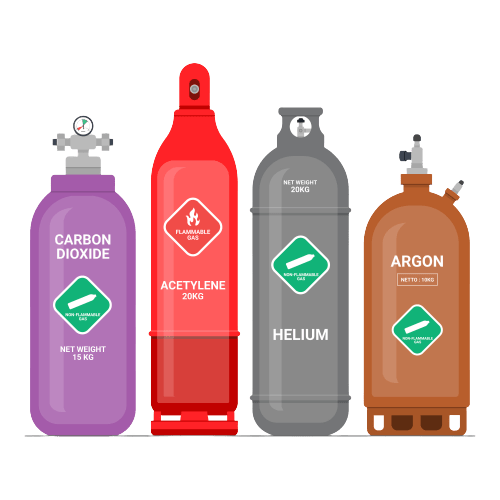 CARBON
DIOXIDE
NON-FLAMMABLE
GAS
NET WEIGHT
15 KG
FLAMMABLE
GAS
ACETYLENE
20KG
NET WEIGHT
20KG
NON-FLAMMABLE
GAS
HELIUM
ARGON
NETTO : 10KG
NON-FLAMMABLE
GAS